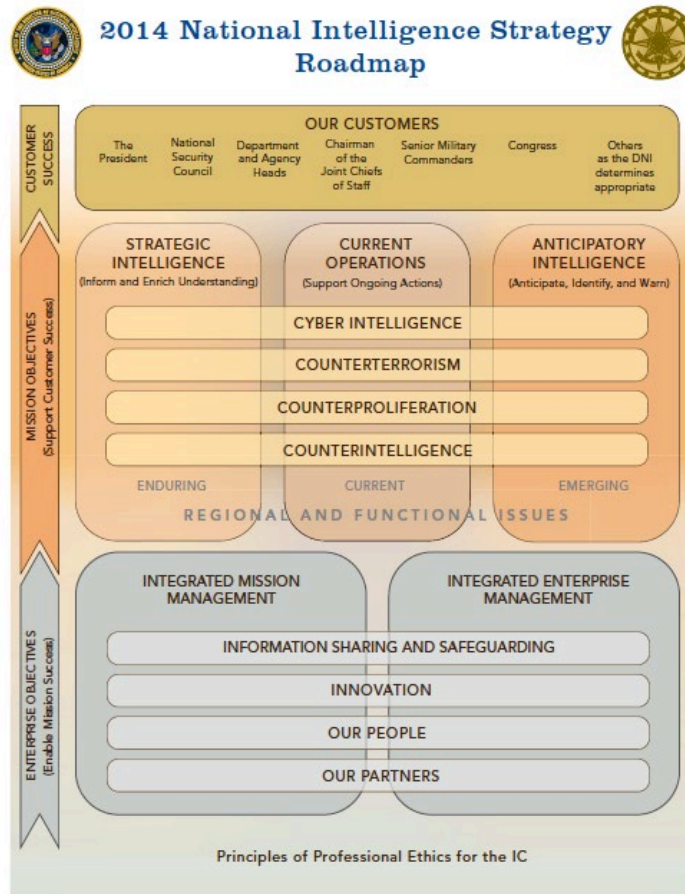 2014 National Intelligence Strategy
Roadmap
CUSTOMER
SUCCESS
OUR CUSTOMERS
The
President
National
Security
Council
Department
and Agency
Heads
Chairman
of the
Joint Chiefs
of Staff
Senior Military
Commanders
Congress
Others
as the DNI
determines
appropriate
MISSION OBJECTIVES
(Support Customer Success)
STRATEGIC
INTELLIGENCE
(Inform and Enrich Understanding)
CURRENT
OPERATIONS
(Support Ongoing Actions)
ANTICIPATORY
INTELLIGENCE
(Anticipate, Identify, and Warn)
CYBER INTELLIGENCE
COUNTERTERRORISM
COUNTERPROLIFERATION
COUNTERINTELLIGENCE
ENDURING
CURRENT
EMERGING
REGIONAL AND FUNCTIONAL ISSUES
ENTERPRISE OBJECTIVES
(Enable Mission Success)
INTEGRATED MISSION
MANAGEMENT
INTEGRATED ENTERPRISE
MANAGEMENT
INFORMATION SHARING AND SAFEGUARDING
INNOVATION
OUR PEOPLE
OUR PARTNERS
Principles of Professional Ethics for the IC